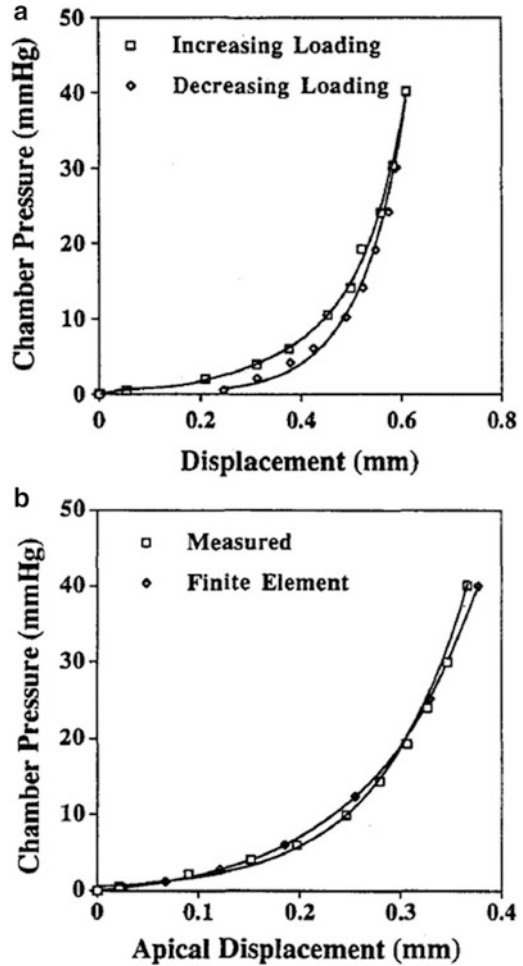 a
50
40
30
20
10
0
Chamber Pressure (mmHg)
Increasing Loading
Decreasing Loading
0 0.2 0.4 0.6 0.8
Displacement (mm)
b
50
40
30
20
10
0
Chamber Pressure (mmHg)
Measured
Finite Element
0 0.1 0.2 0.3 0.4
Apical Displacement (mm)